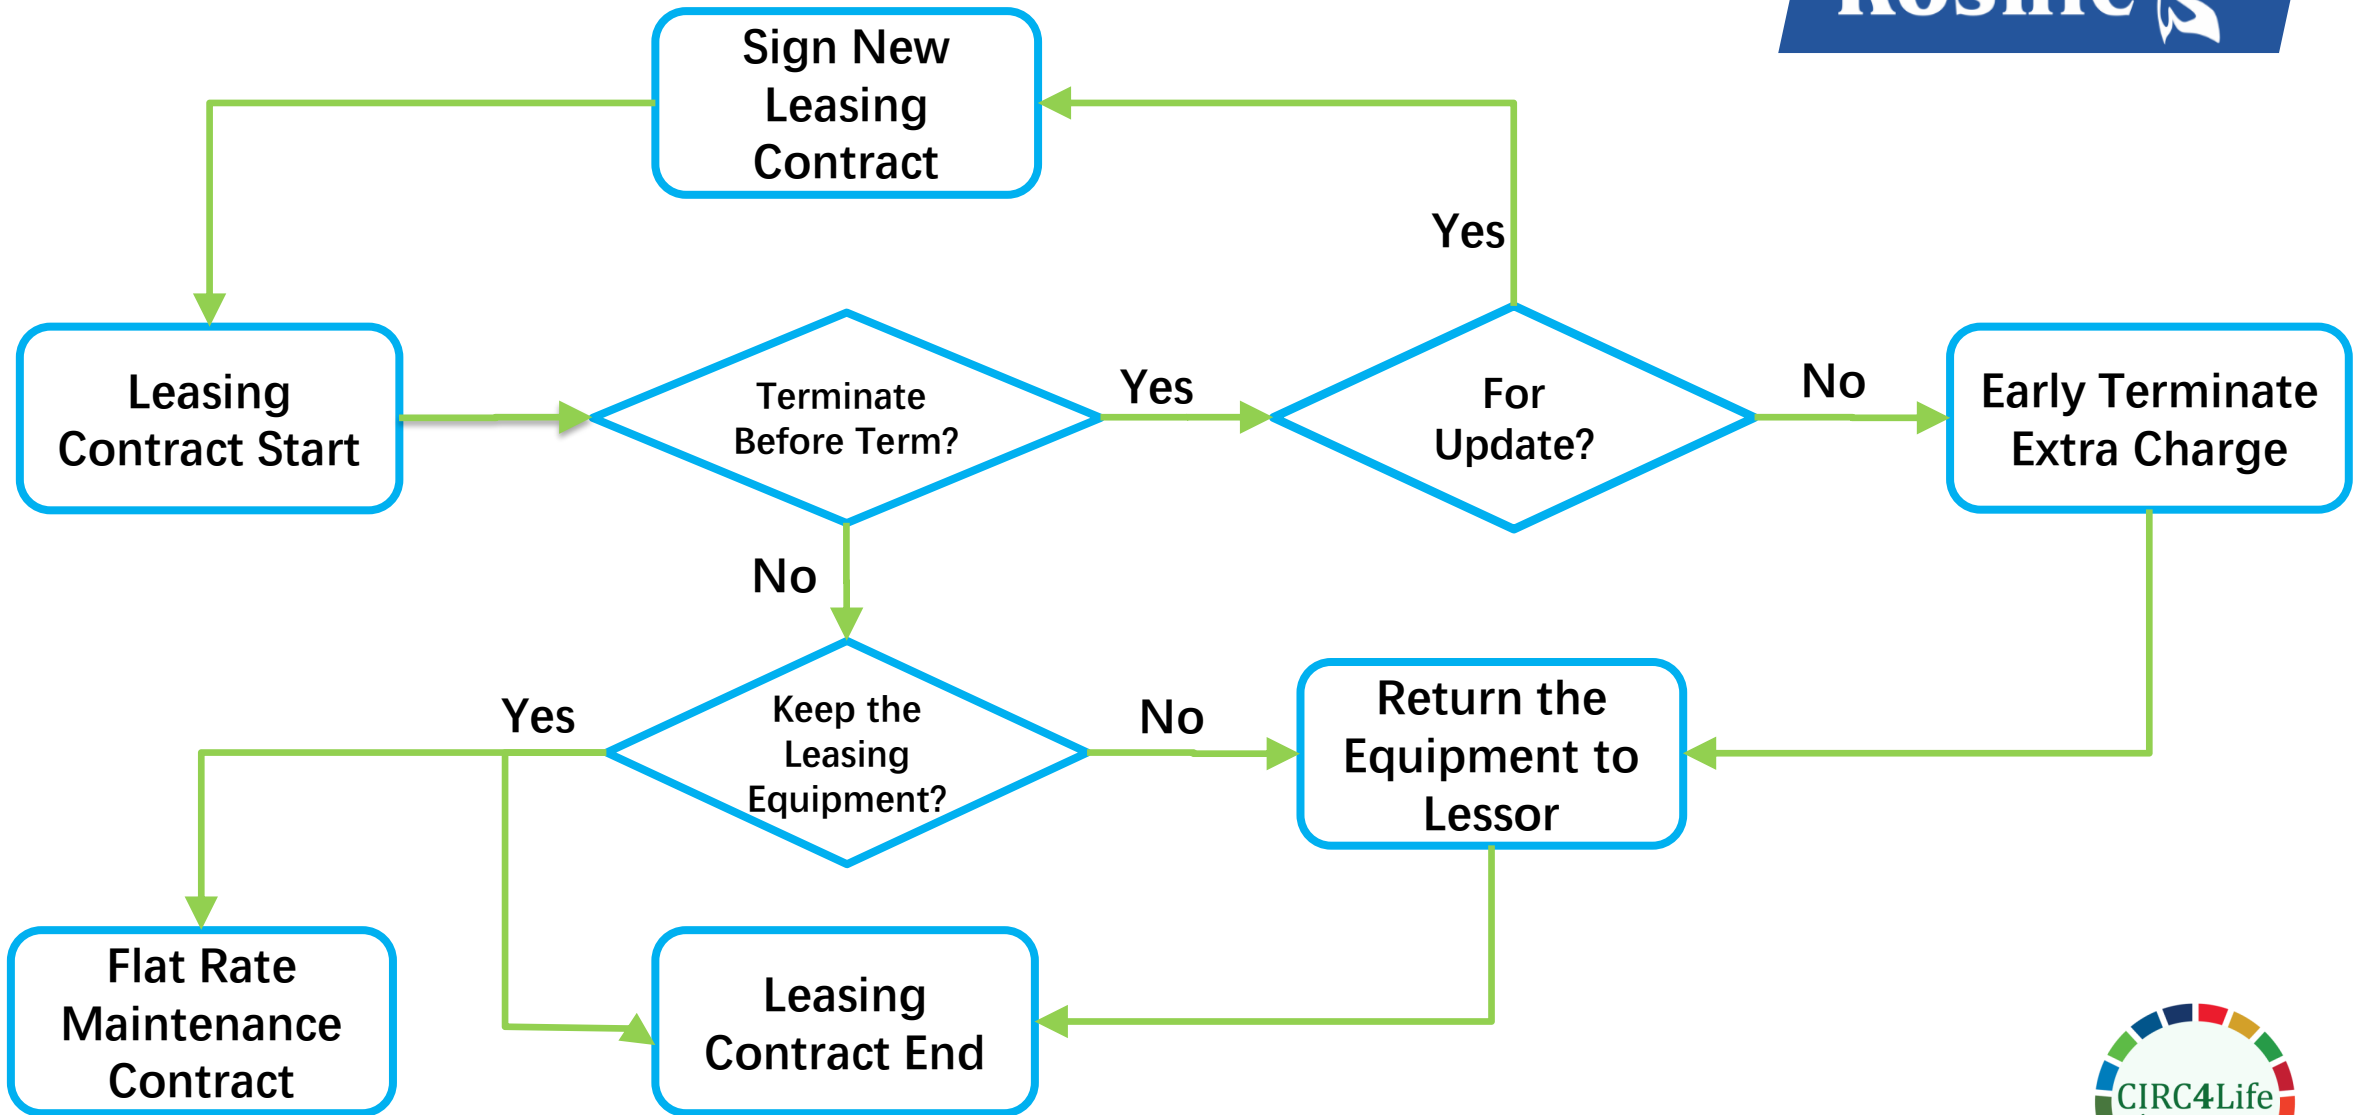 Sign New
Leasing
Contract
Yes
Leasing
Contract Start
Terminate
Before Term?
Yes
For
Update?
No
Early Terminate
Extra Charge
No
Yes
Keep the
Leasing
Equipment?
No
Return the
Equipment to
Lessor
Flat Rate
Maintenance
Contract
Leasing
Contract End
CIRC4Life